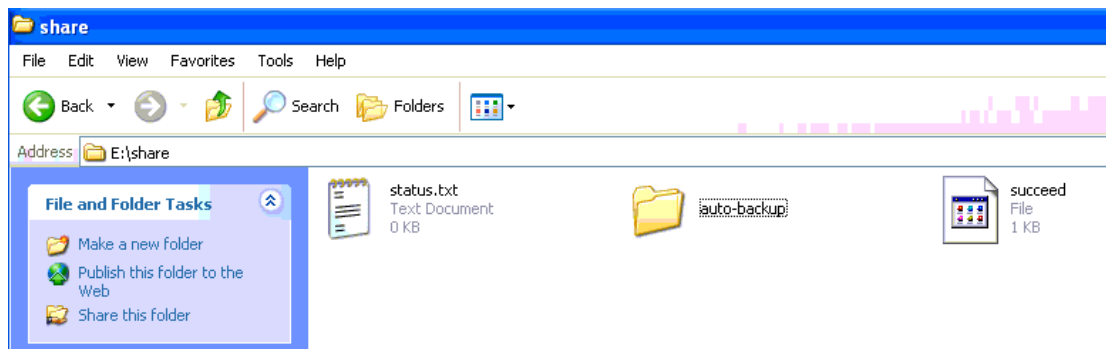 share
File Edit View Favorites Tools Help
Back Search Folders
Address E:\share
File and Folder Tasks
Make a new folder
Publish this folder to the
Web
Share this folder
status.txt
Text Document
0 KB
auto-backup
succeed
File
1 KB